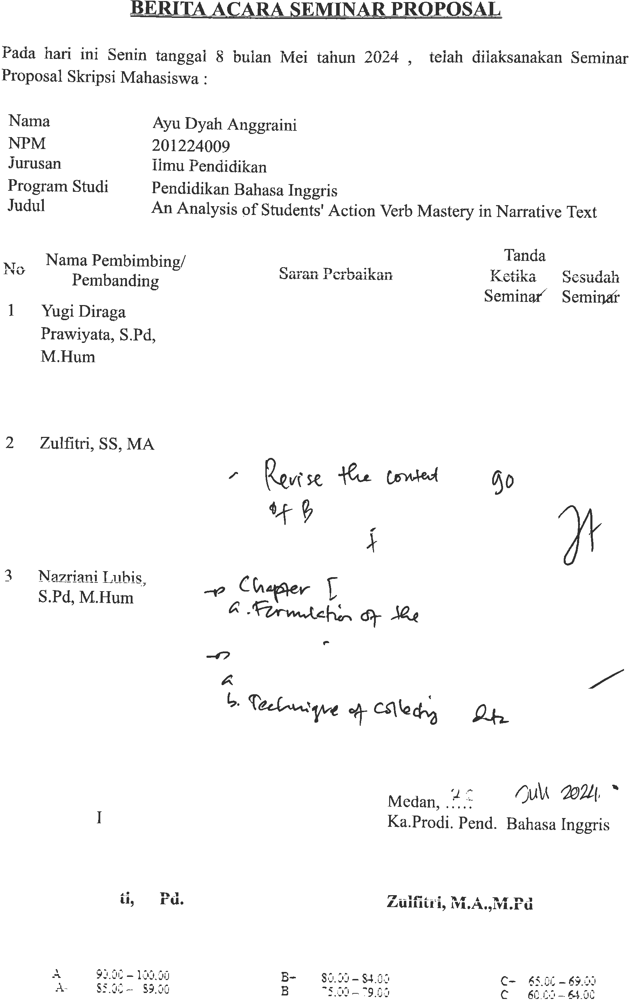 BERITA ACARA SEMINAR PROPOSAL
Pada hari ini Senin tanggal 8 bulan Mei tahun 2024 , telah dilaksanakan Seminar
Proposal Skripsi Mahasiswa :
Nama Ayu Dyah Anggraini
NPM 201224009
Jurusan Ilmu Pendidikan
Program Studi Pendidikan Bahasa Inggris
Judul An Analysis of Students' Action Verb Mastery in Narrative Text
No Nama Pembimbing/ Pembanding Saran Perbaikan Tanda
Ketika Seminar Sesudah Seminar
1 Yugi Diraga
Prawiyata, S.Pd,
M.Hum
2 Zulfitri, SS, MA
- Revise the content 90
of B
3 Nazriani Lubis,
S.Pd, M.Hum
Chapter I
a. Formulation of the
a
b. Technique of collecting data
Medan, ..... Juli 2024.
Ka.Prodi. Pend. Bahasa Inggris
I
ti, Pd. Zulfitri, M.A.,M.Pd
A 90.00 – 100.00 B- 80.00 – 84.00 C- 65.00 – 69.00
A- 85.00 – 89.00 B 75.00 – 79.00 C 60.00 – 64.00